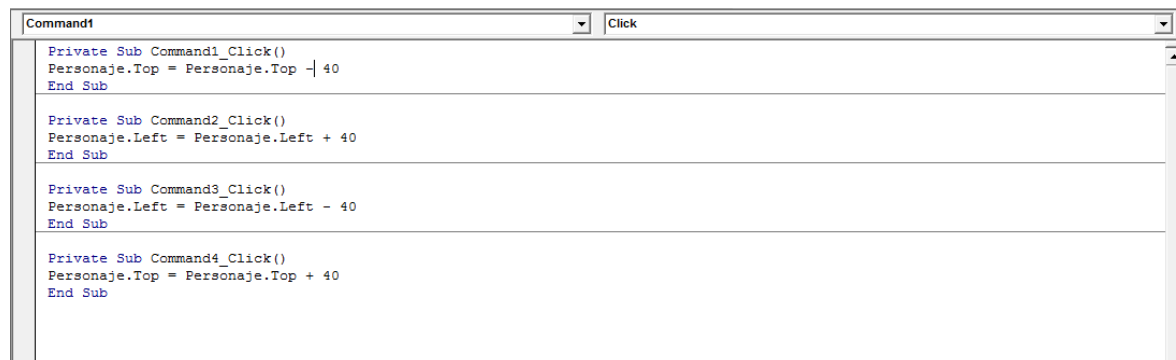 Command1 Click
Private Sub Command1_Click()
Personaje.Top = Personaje.Top - 40
End Sub
Private Sub Command2_Click()
Personaje.Left = Personaje.Left + 40
End Sub
Private Sub Command3_Click()
Personaje.Left = Personaje.Left - 40
End Sub
Private Sub Command4_Click()
Personaje.Top = Personaje.Top + 40
End Sub